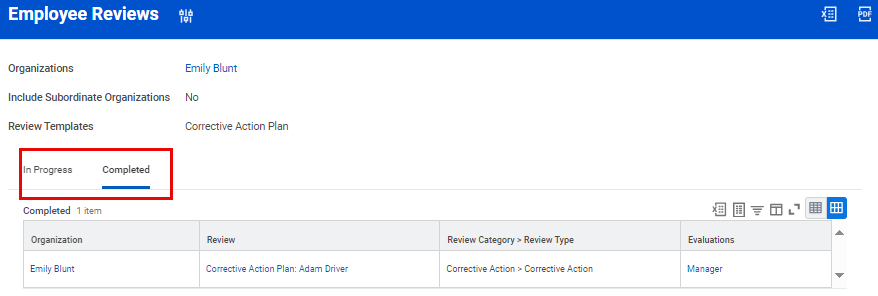 Employee Reviews
PDF
Organizations Emily Blunt
Include Subordinate Organizations No
Review Templates Corrective Action Plan
In Progress Completed
Completed 1 item
Organization Review Review Category > Review Type Evaluations
Emily Blunt Corrective Action Plan: Adam Driver Corrective Action > Corrective Action Manager